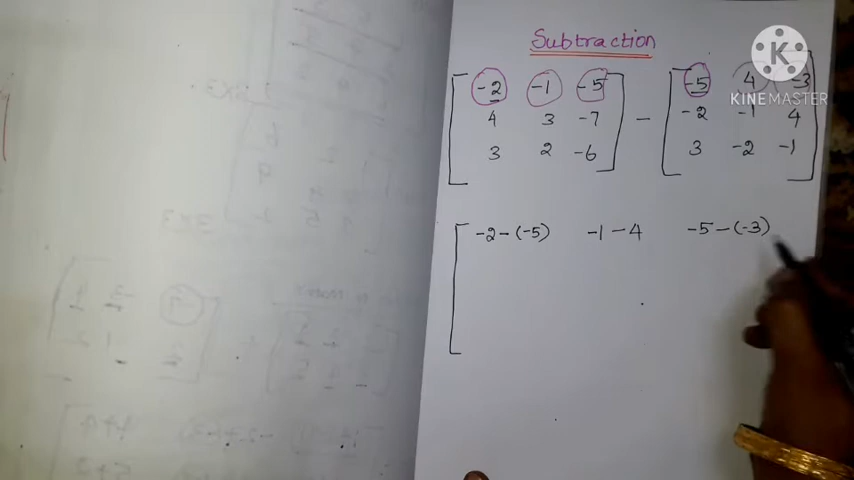 Subtraction
KINEMASTER
-2 -1 -5 -5 4 -3
4 3 -7 - -2 -1 4
3 2 -6 3 -2 -1
-2-(-5) -1-4 -5-(-3)